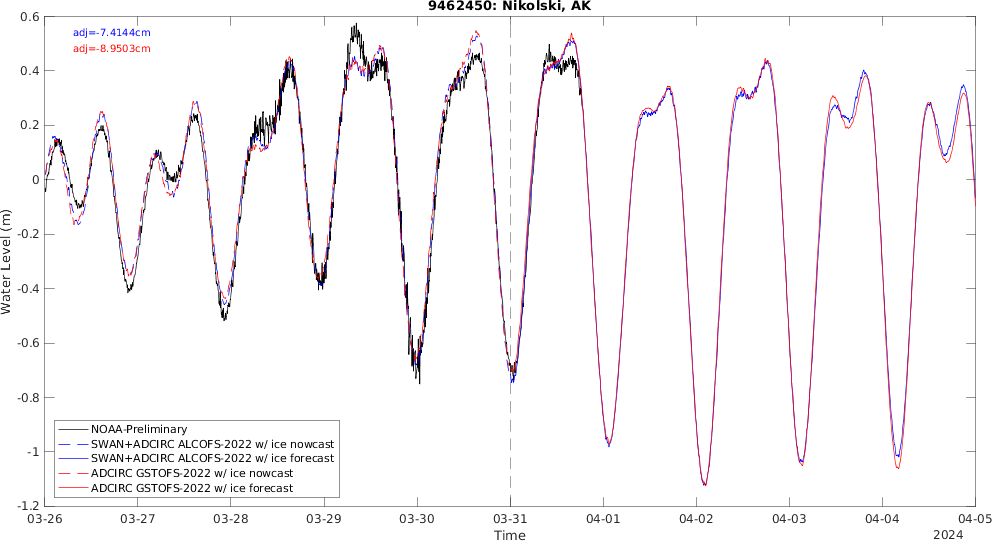 9462450: Nikolski, AK
adj=-7.4144cm
adj=-8.9503cm
0.6
0.4
0.2
0
-0.2
-0.4
-0.6
-0.8
-1
-1.2
Water Level (m)
NOAA-Preliminary
SWAN+ADCIRC ALCOFS-2022 w/ ice nowcast
SWAN+ADCIRC ALCOFS-2022 w/ ice forecast
ADCIRC GSTOFS-2022 w/ ice nowcast
ADCIRC GSTOFS-2022 w/ ice forecast
03-26 03-27 03-28 03-29 03-30 03-31 04-01 04-02 04-03 04-04 04-05
Time
2024